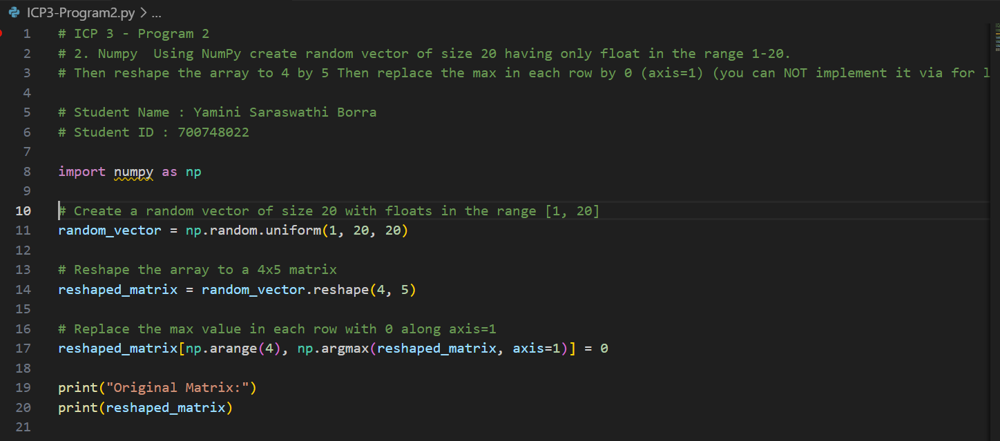 ICP3-Program2.py > ...
1 # ICP 3 - Program 2
2 # 2. Numpy  Using NumPy create random vector of size 20 having only float in the range 1-20.
3 # Then reshape the array to 4 by 5 Then replace the max in each row by 0 (axis=1) (you can NOT implement it via for l
4
5 # Student Name : Yamini Saraswathi Borra
6 # Student ID : 700748022
7
8 import numpy as np
9
10 # Create a random vector of size 20 with floats in the range [1, 20]
11 random_vector = np.random.uniform(1, 20, 20)
12
13 # Reshape the array to a 4x5 matrix
14 reshaped_matrix = random_vector.reshape(4, 5)
15
16 # Replace the max value in each row with 0 along axis=1
17 reshaped_matrix[np.arange(4), np.argmax(reshaped_matrix, axis=1)] = 0
18
19 print("Original Matrix:")
20 print(reshaped_matrix)
21